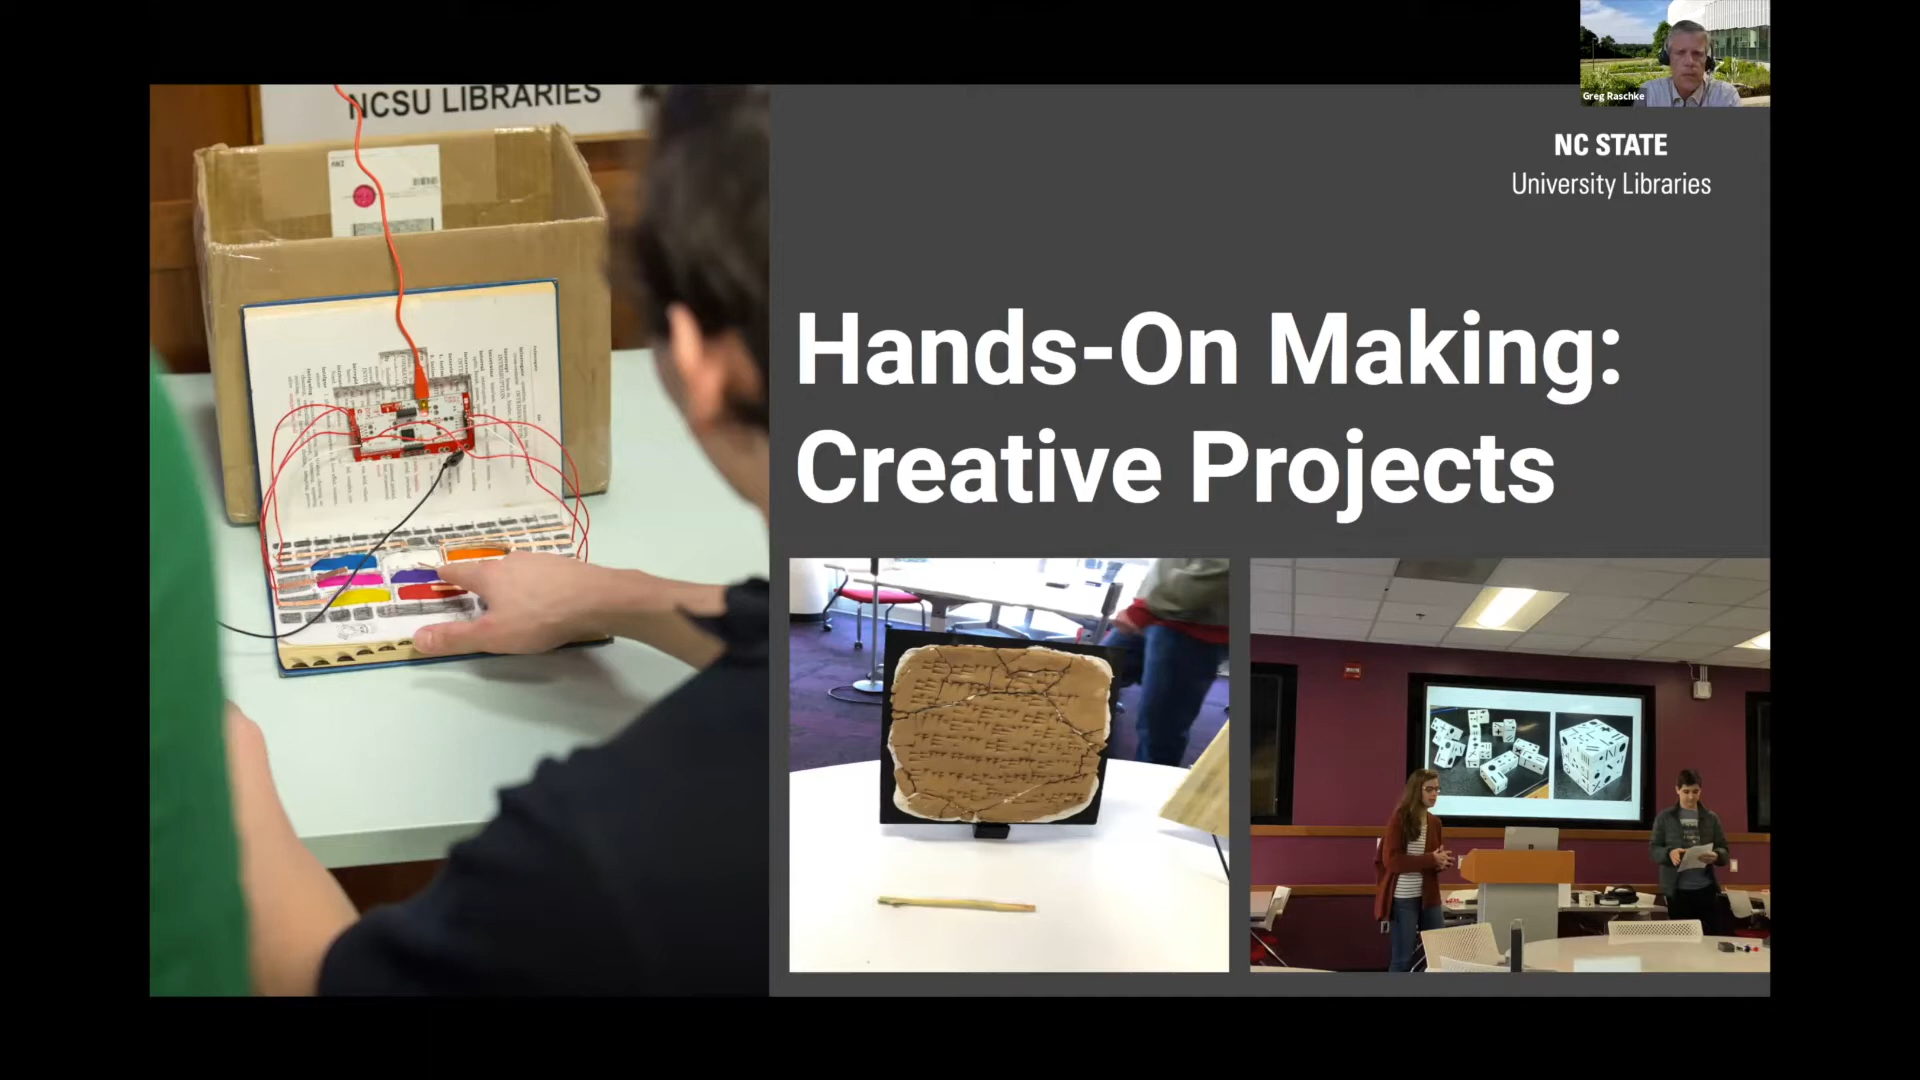 Greg Raschke
NCSU LIBRARIES
NC STATE
University Libraries
Hands-On Making:
Creative Projects